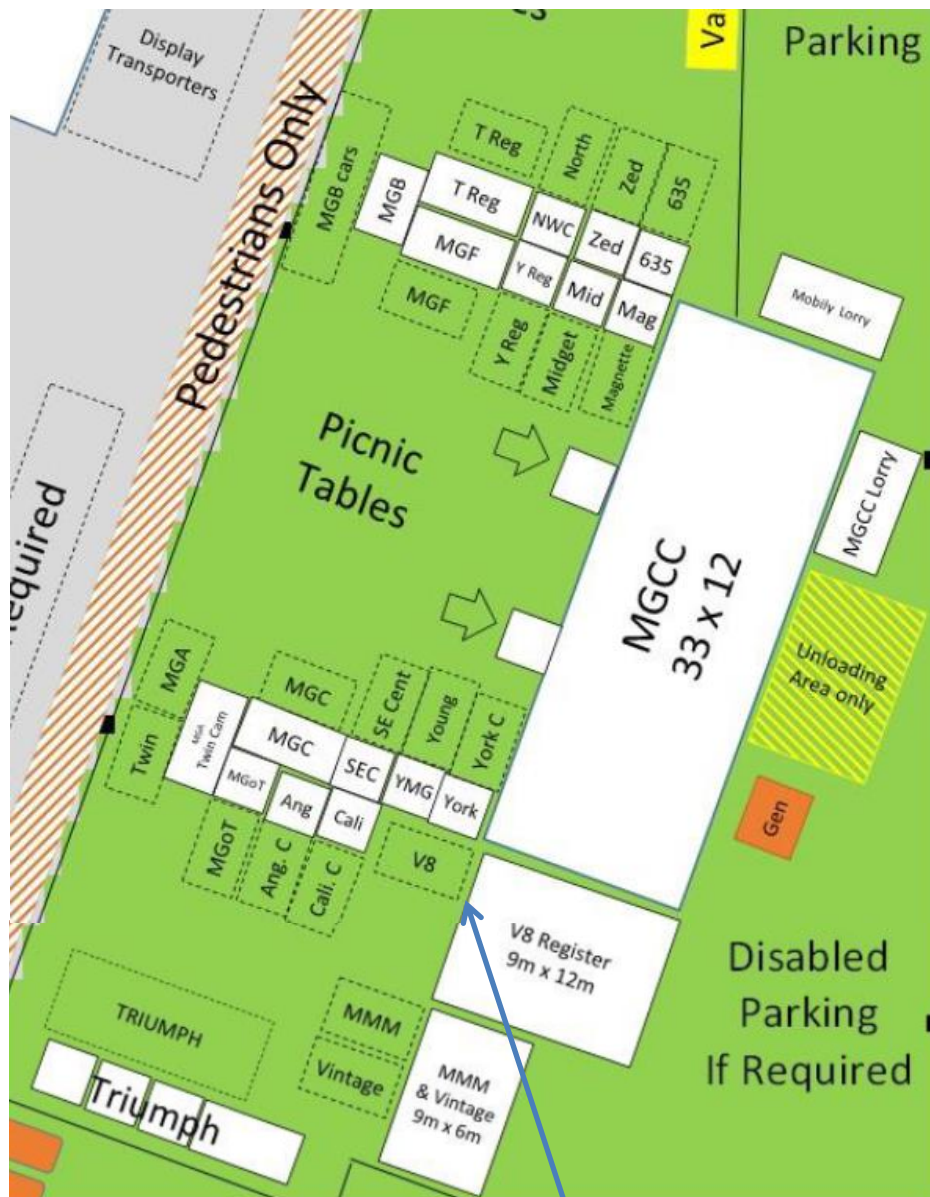 Display
Transporters
Va
Parking
Pedestrians Only
MGB cars
T Reg
North
Zed
635
MGB
T Reg
NWC
Zed
635
MGF
Y Reg
Mid
Mag
MGF
Y Reg
Midget
Magnette
Mobily Lorry
Picnic
Tables
MGCC
33 x 12
MGCC Lorry
Unloading
Area only
Gen
MGA
Twin
MGC
SE Cent
Young
York C
MGA
Twin Cam
MGC
SEC
YMG
York
MGoT
Ang
Cali
MGoT
Ang. C
Cali. C
V8
V8 Register
9m x 12m
Disabled
Parking
If Required
TRIUMPH
MMM
Vintage
MMM
& Vintage
9m x 6m
Triumph